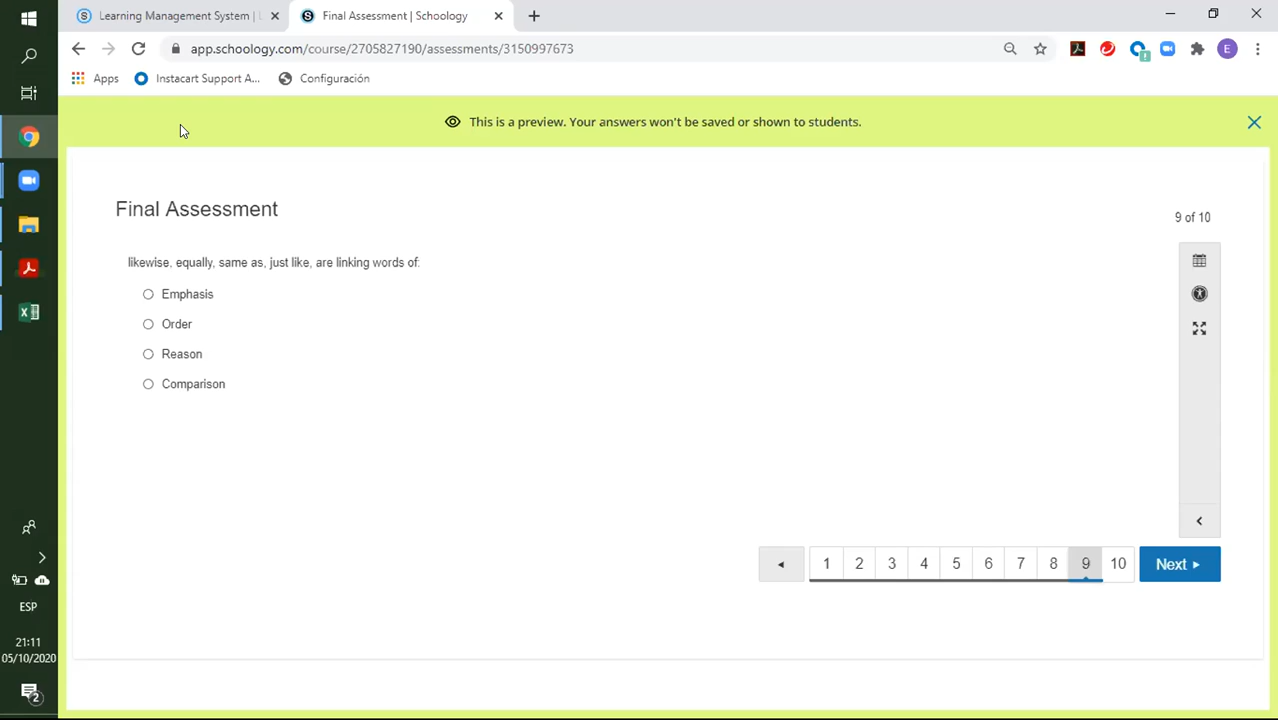 Learning Management System | L
Final Assessment | Schoology
app.schoology.com/course/2705827190/assessments/3150997673
E
Apps
Instacart Support A...
Configuración
This is a preview. Your answers won't be saved or shown to students.
Final Assessment
9 of 10
likewise, equally, same as, just like, are linking words of:
Emphasis
Order
Reason
Comparison
1 2 3 4 5 6 7 8 9 10 Next
ESP
21:11
05/10/2020
2